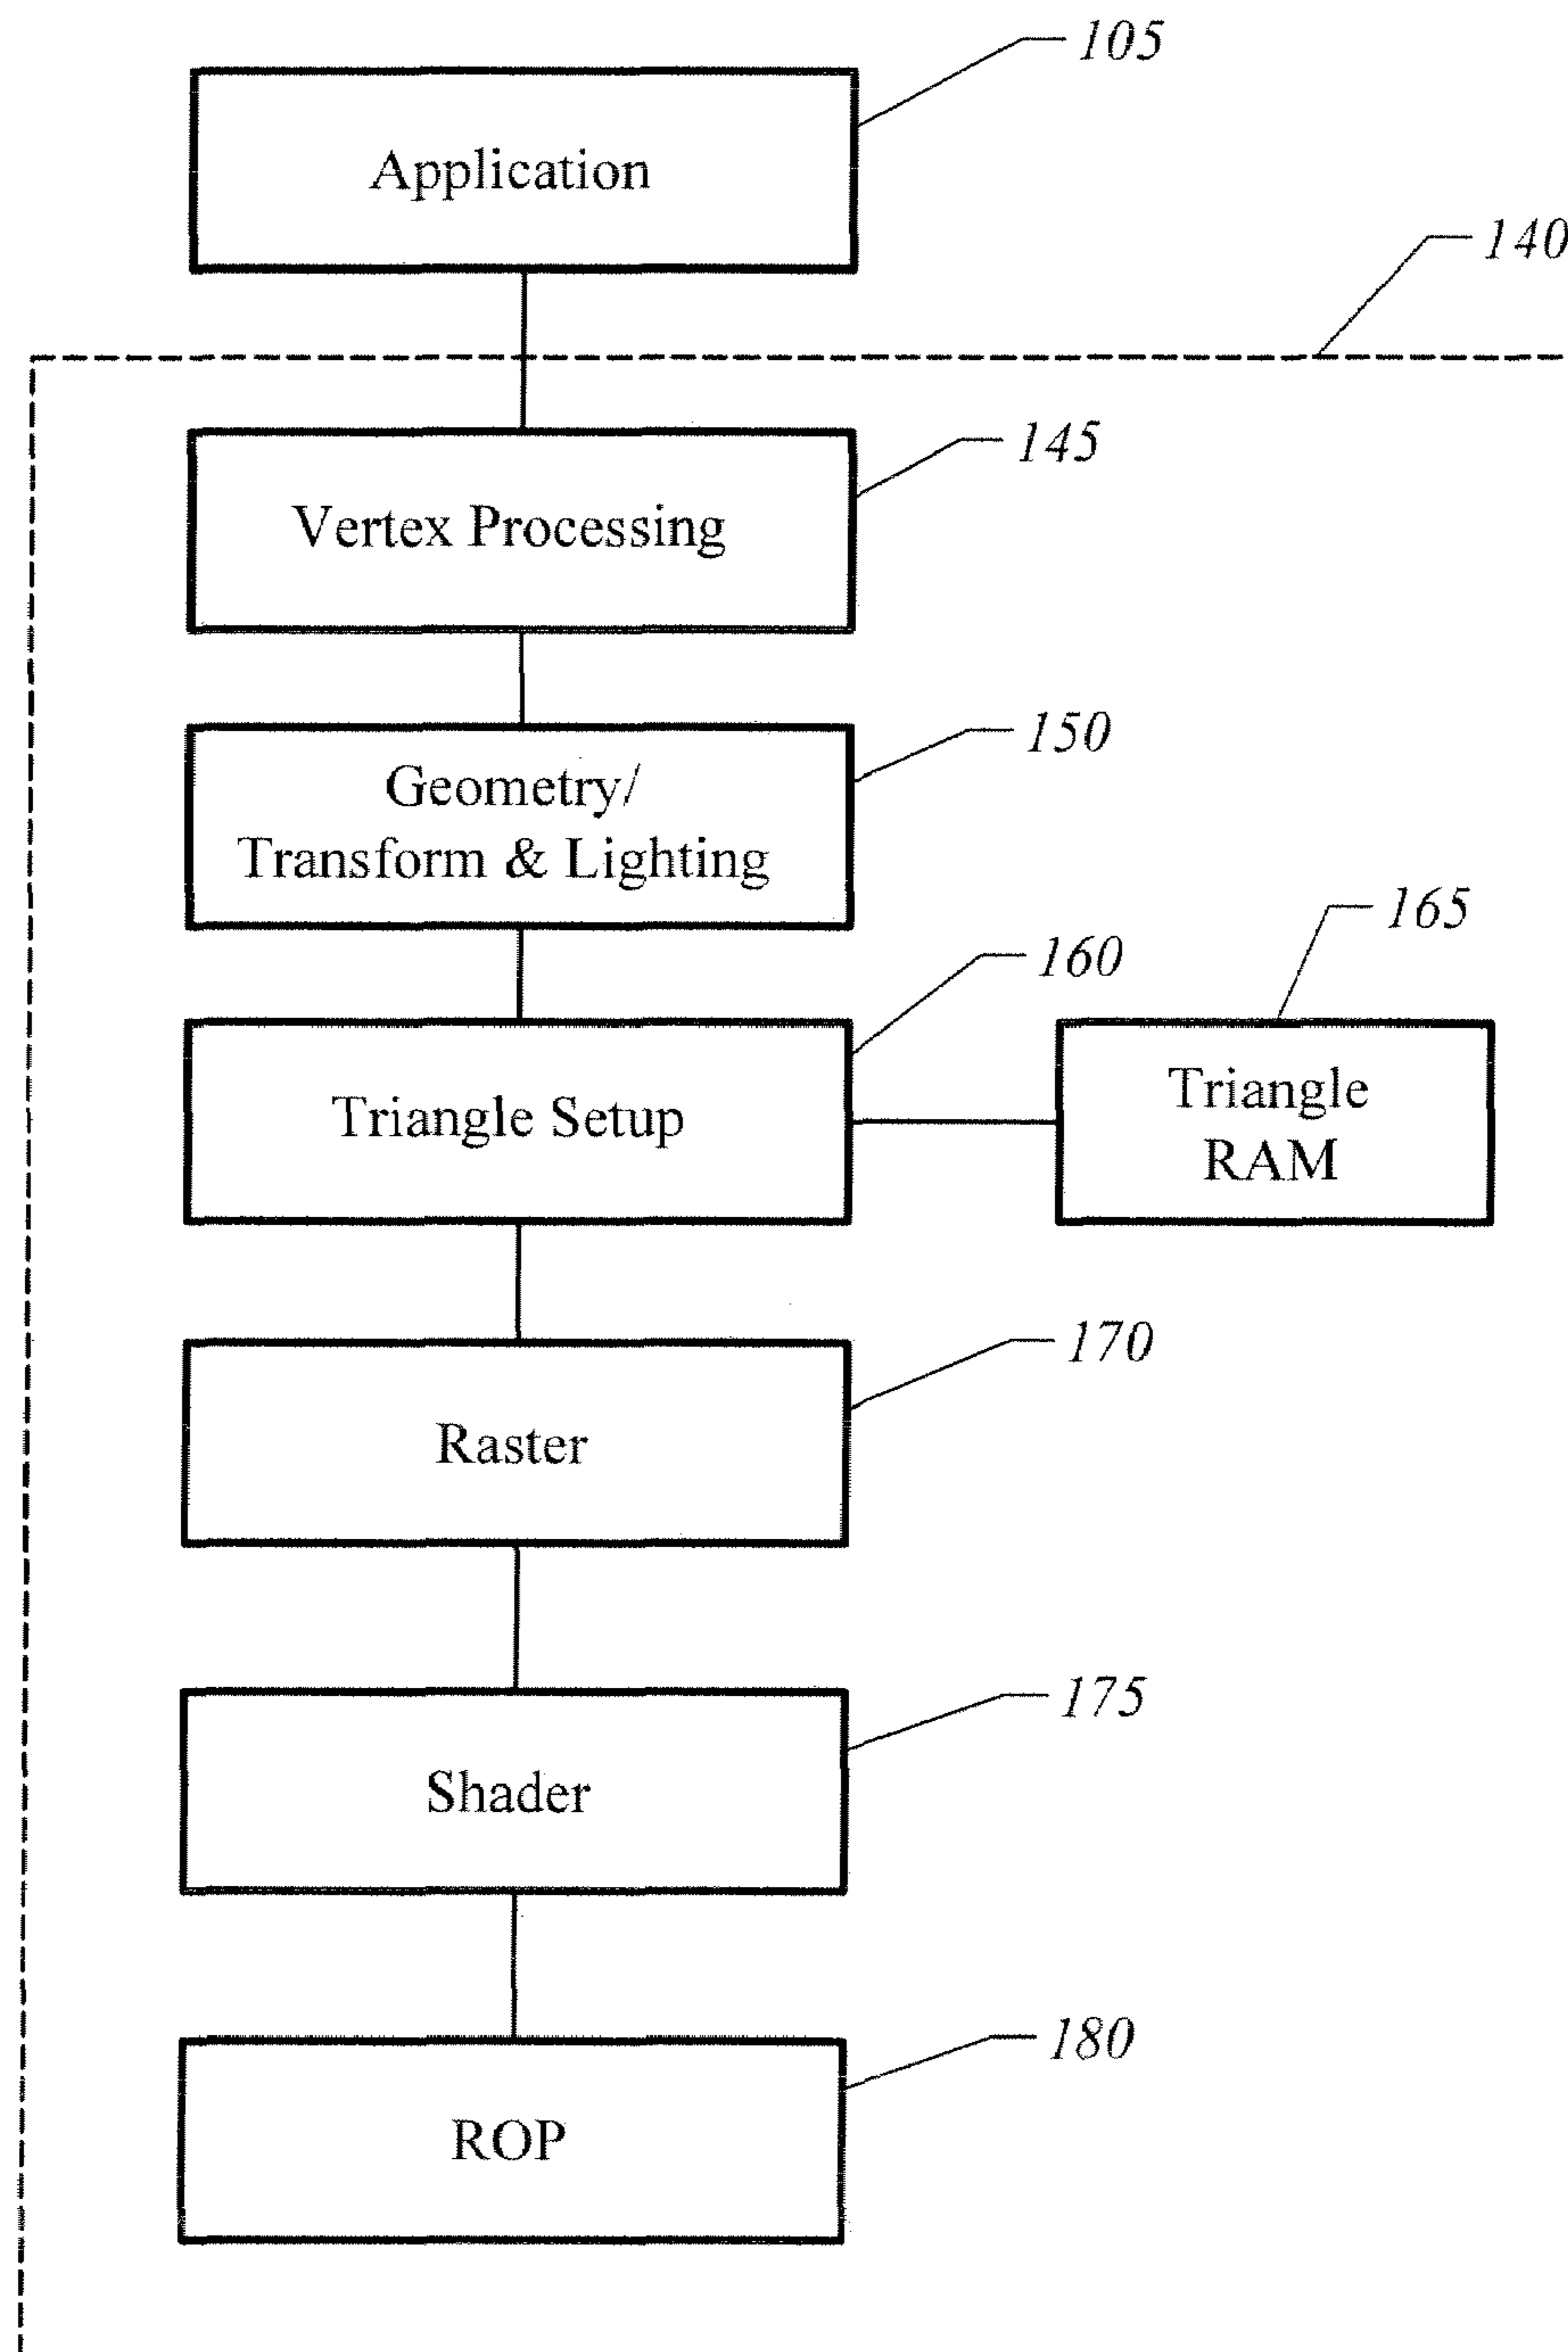 105
Application
140
145
Vertex Processing
150
Geometry/
Transform & Lighting
165
160
Triangle Setup
Triangle
RAM
170
Raster
175
Shader
180
ROP